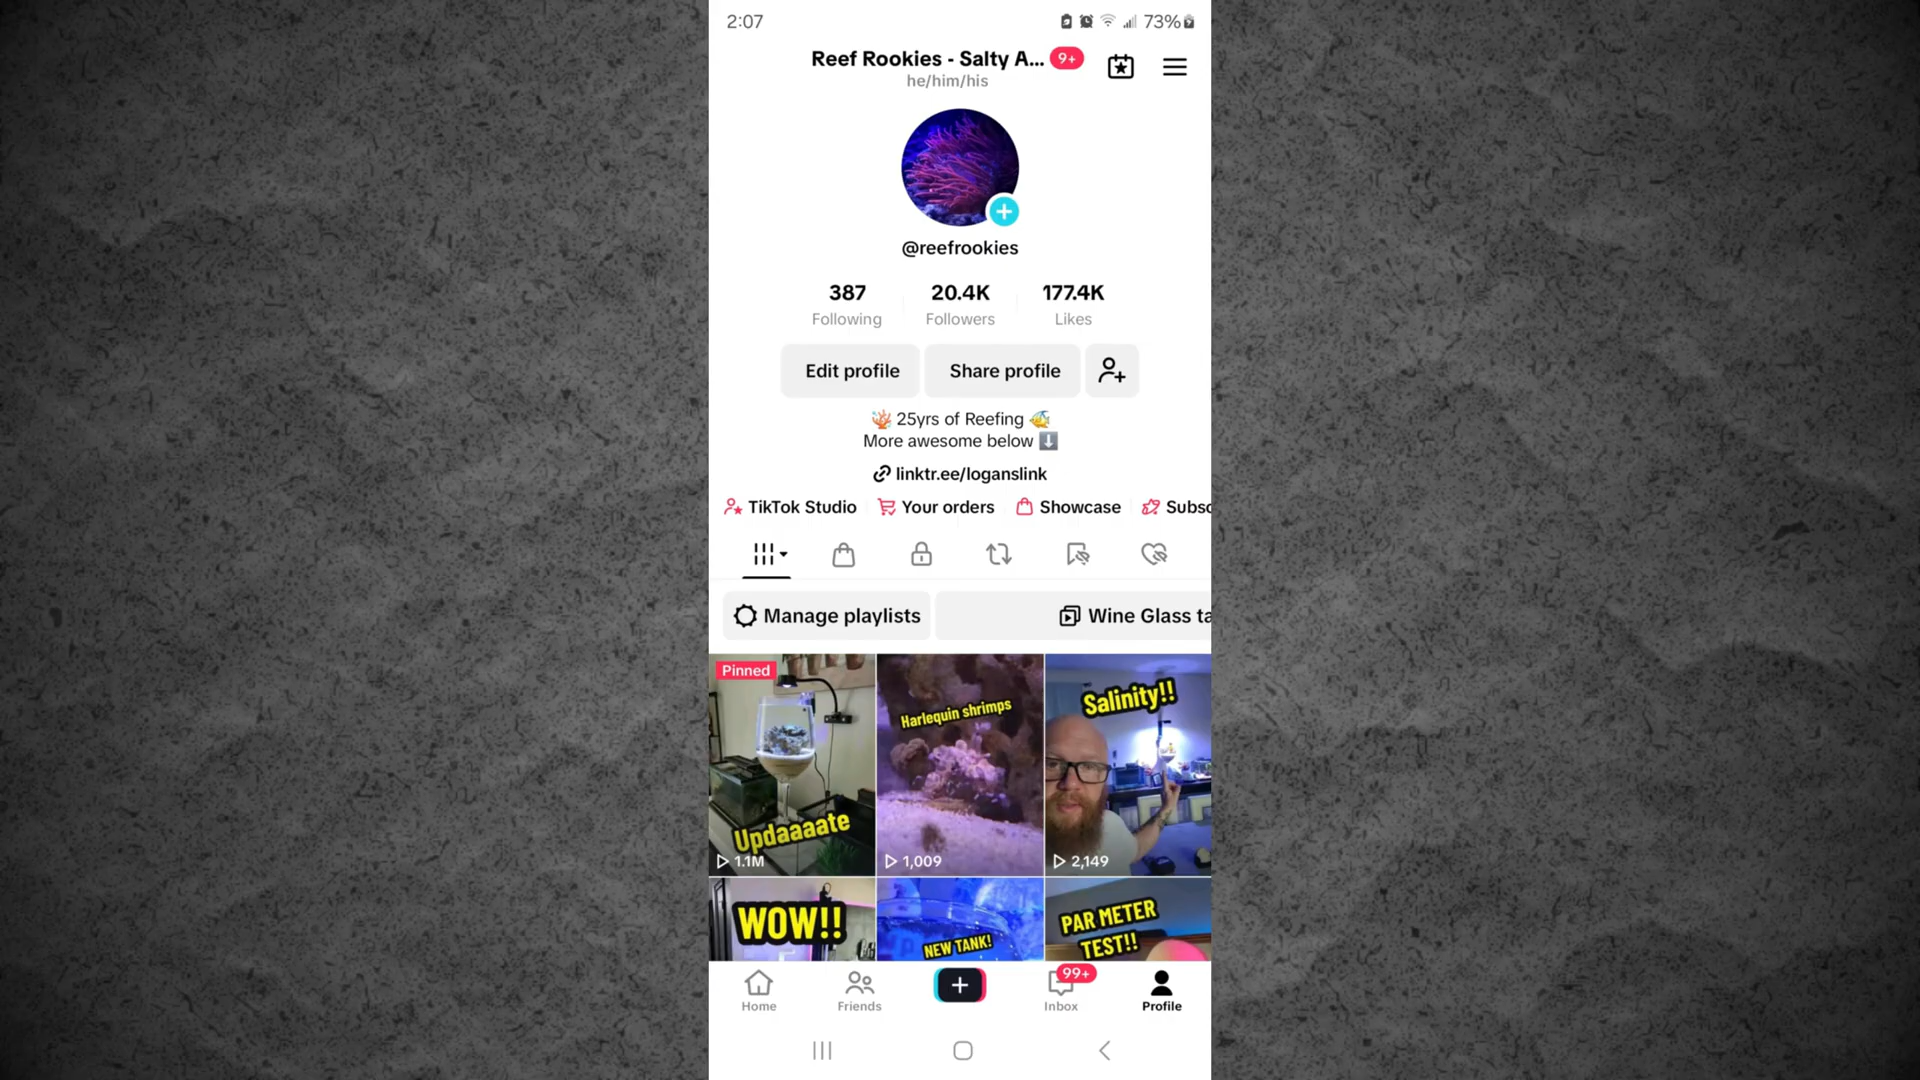 2:07
73%
Reef Rookies - Salty A... 9+
he/him/his
@reefrookies
387 20.4K 177.4K
Following Followers Likes
Edit profile Share profile
25yrs of Reefing
More awesome below
linktr.ee/loganslink
TikTok Studio Your orders Showcase Subsc
Manage playlists Wine Glass ta
Pinned
Updaaaate
1.1M
Harlequin shrimps
1,009
Salinity!!
2,149
WOW!!
NEW TANK!
PAR METER
TEST!!
99+
Home Friends Inbox Profile